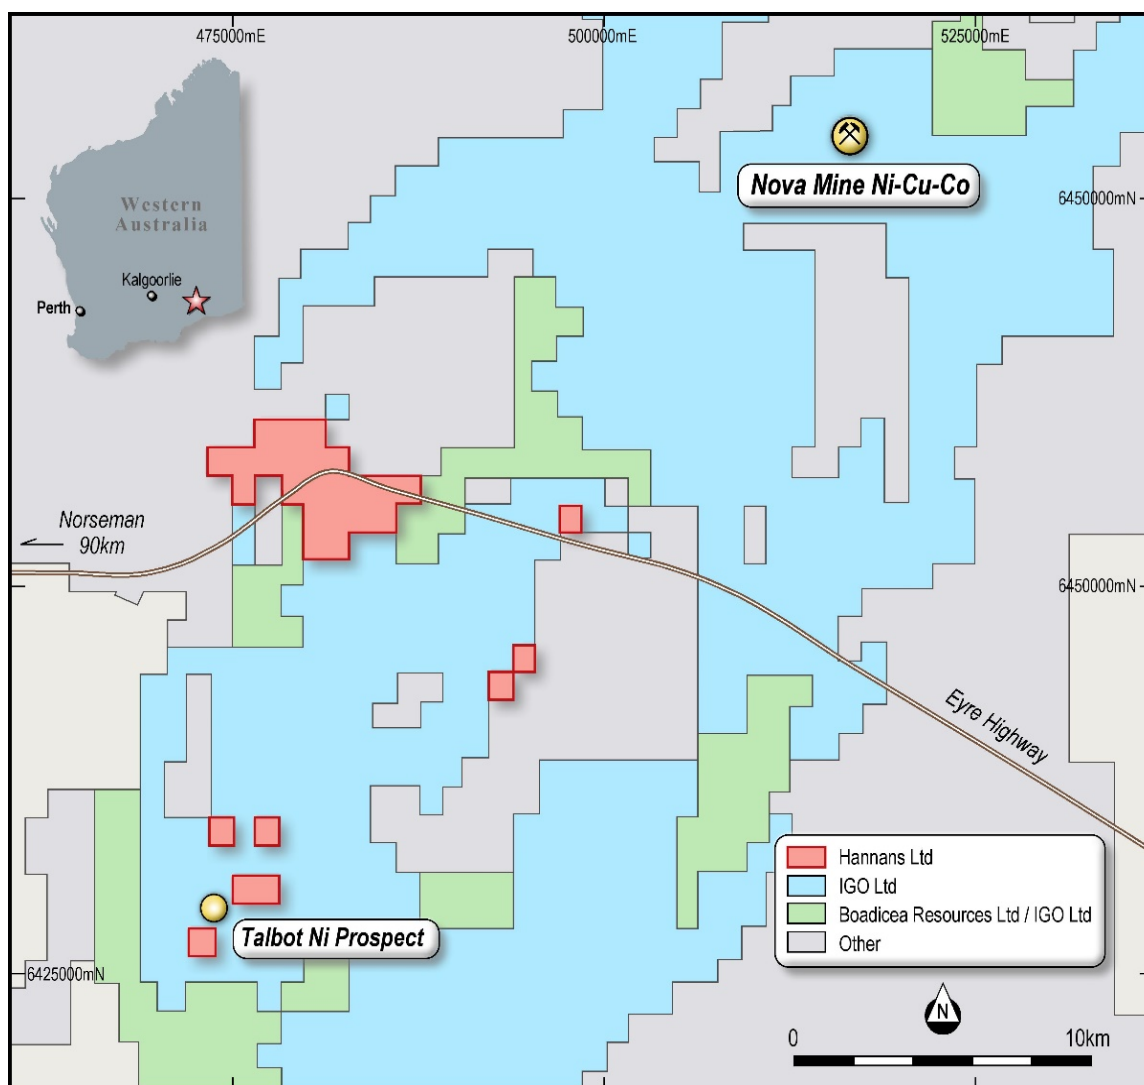 475000mE
500000mE
525000mE
Western
Australia
Kalgoorlie
Perth
Nova Mine Ni-Cu-Co
6450000mN
Norseman
90km
6450000mN
Eyre Highway
Talbot Ni Prospect
6425000mN
Hannans Ltd
IGO Ltd
Boadicea Resources Ltd / IGO Ltd
Other
N
0
10km